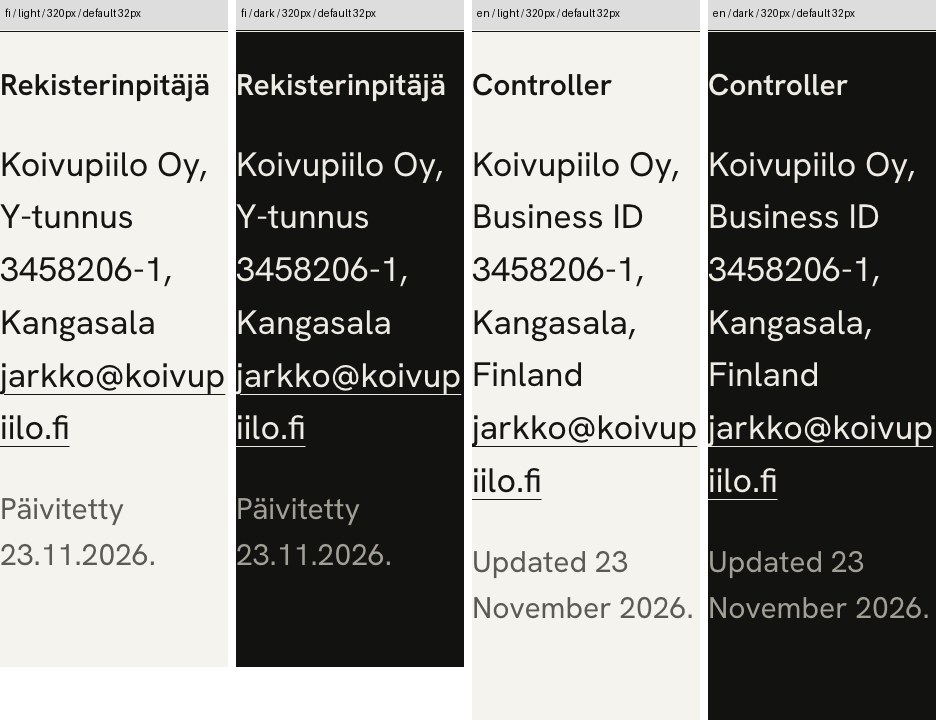 fi / light / 320px / default 32px
Rekisterinpitäjä
Koivupiilo Oy,
Y-tunnus
3458206-1,
Kangasala
jarkko@koivup
iilo.fi
Päivitetty
23.11.2026.
fi / dark / 320px / default 32px
Rekisterinpitäjä
Koivupiilo Oy,
Y-tunnus
3458206-1,
Kangasala
jarkko@koivup
iilo.fi
Päivitetty
23.11.2026.
en / light / 320px / default 32px
Controller
Koivupiilo Oy,
Business ID
3458206-1,
Kangasala,
Finland
jarkko@koivup
iilo.fi
Updated 23
November 2026.
en / dark / 320px / default 32px
Controller
Koivupiilo Oy,
Business ID
3458206-1,
Kangasala,
Finland
jarkko@koivup
iilo.fi
Updated 23
November 2026.